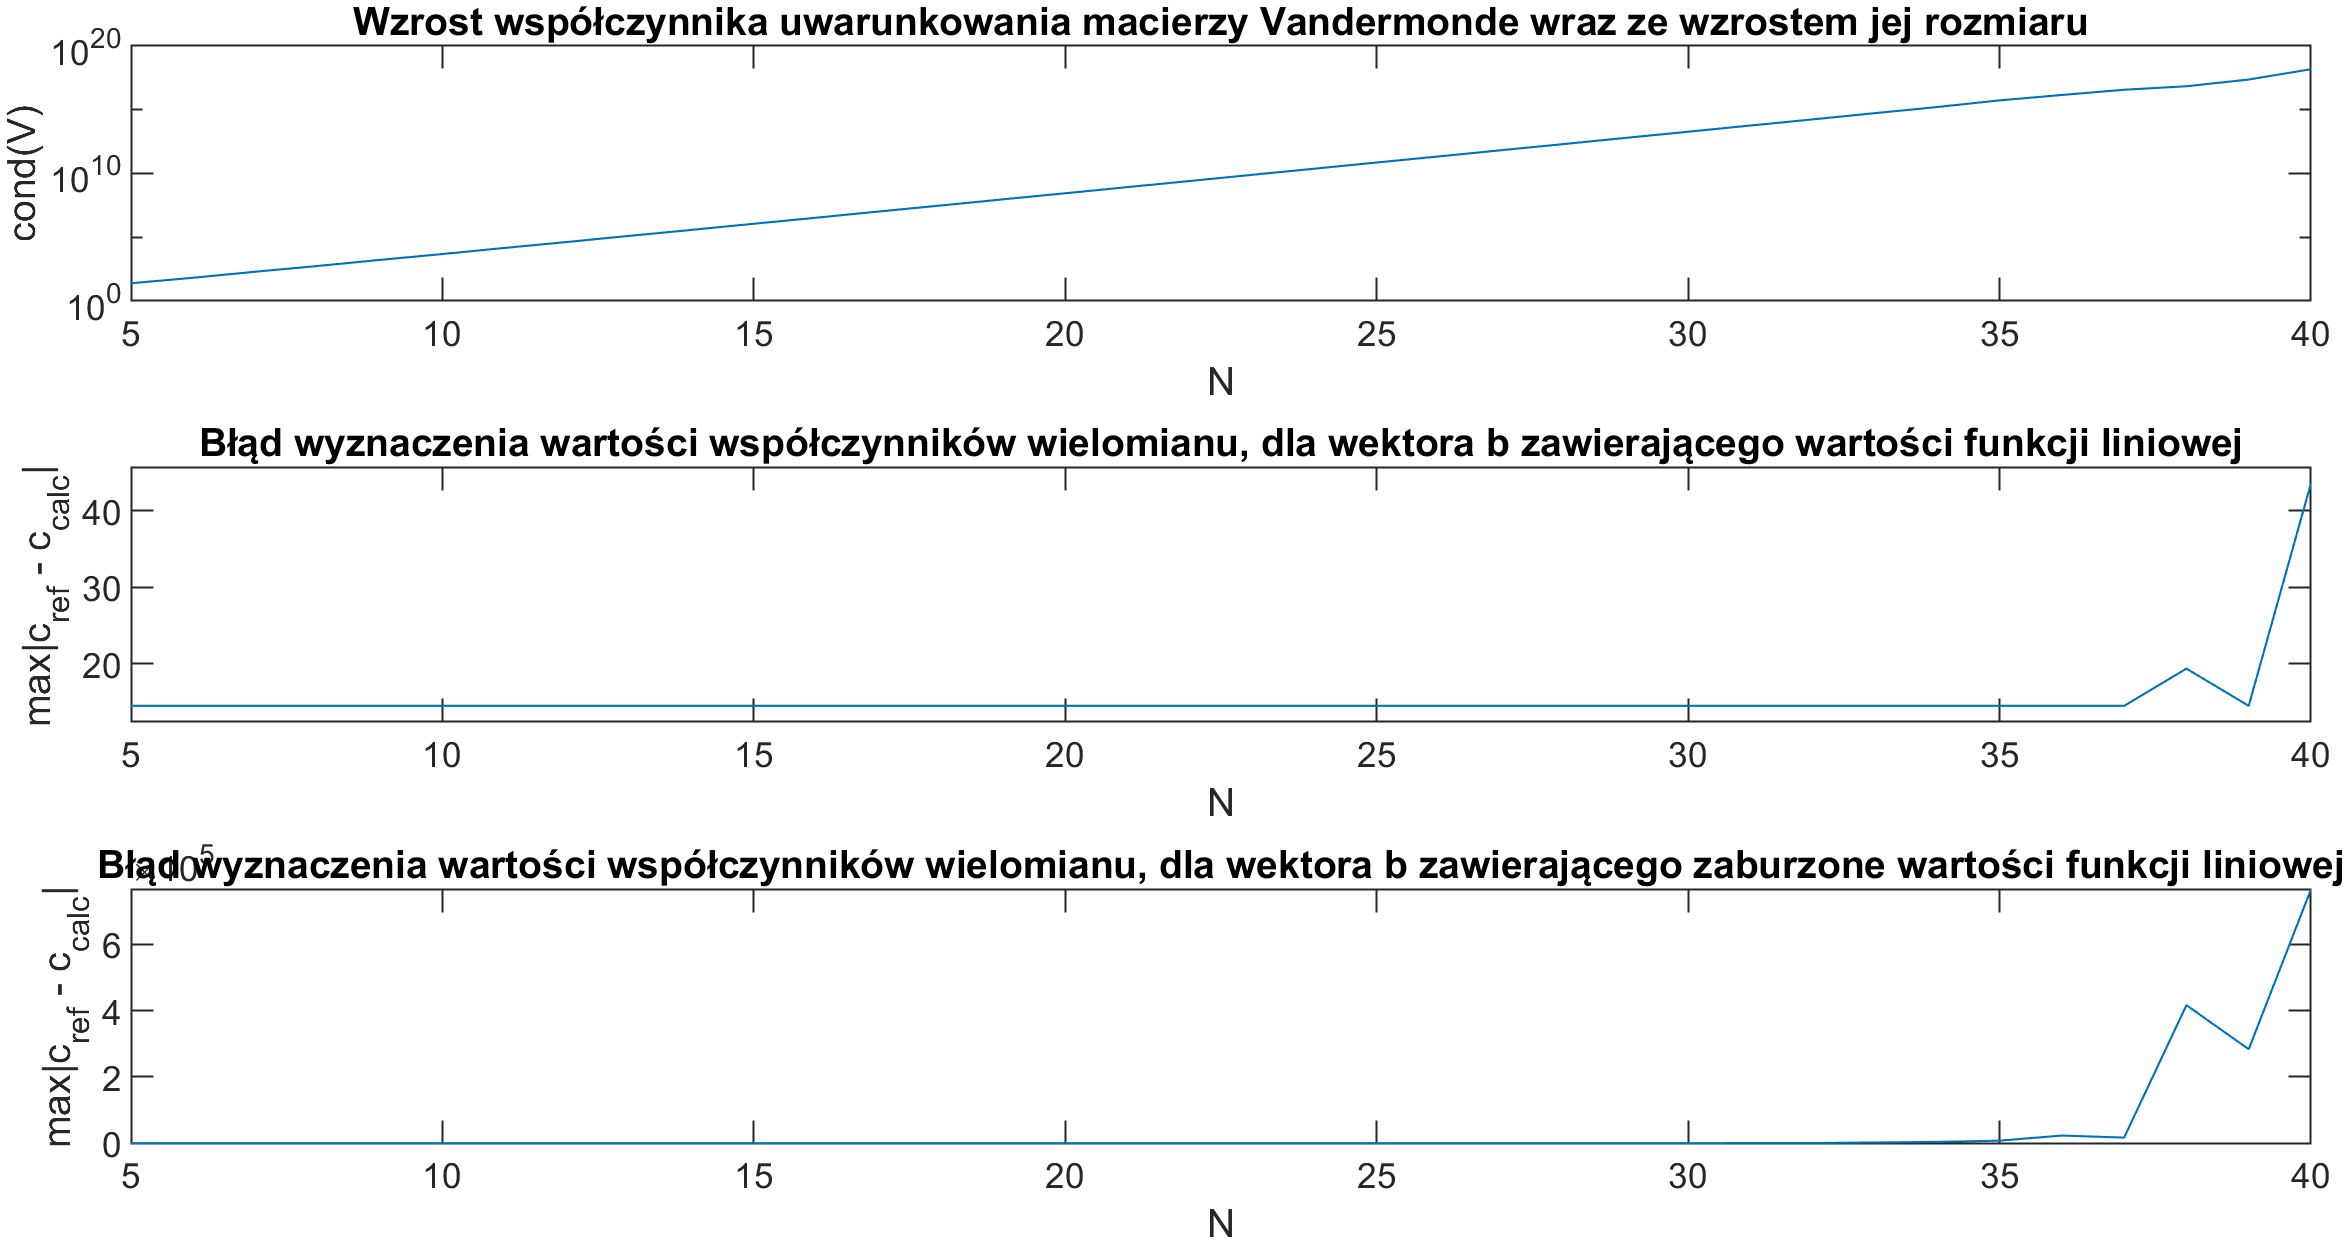 Wzrost współczynnika uwarunkowania macierzy Vandermonde wraz ze wzrostem jej rozmiaru
10^20
10^10
10^0
cond(V)
5 10 15 20 25 30 35 40
N
Błąd wyznaczenia wartości współczynników wielomianu, dla wektora b zawierającego wartości funkcji liniowej
40
30
20
max|c_ref - c_calc|
5 10 15 20 25 30 35 40
N
Błąd wyznaczenia wartości współczynników wielomianu, dla wektora b zawierającego zaburzone wartości funkcji liniowej
× 10^5
6
4
2
0
max|c_ref - c_calc|
5 10 15 20 25 30 35 40
N